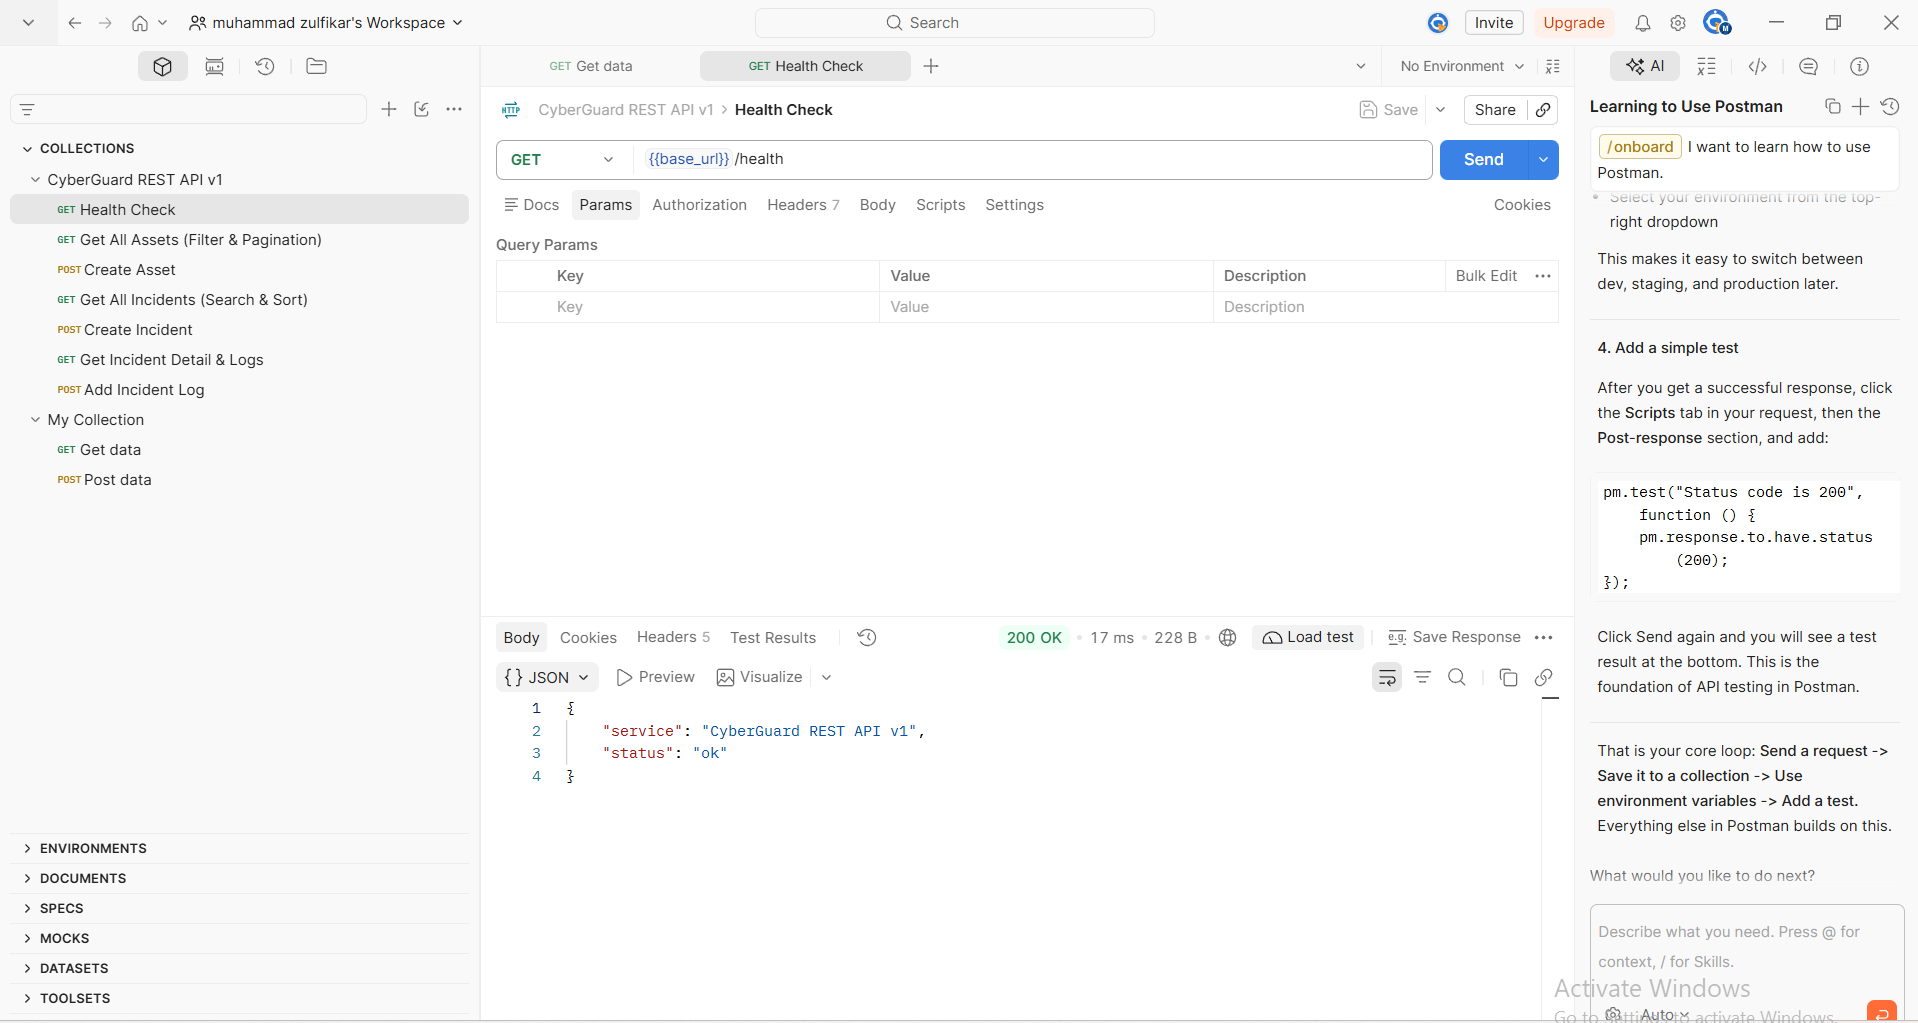 muhammad zulfikar's Workspace
Search
Invite
Upgrade
GET Get data
GET Health Check
No Environment
AI
CyberGuard REST API v1 > Health Check
Save
Share
Learning to Use Postman
/onboard I want to learn how to use
Postman.
COLLECTIONS
CyberGuard REST API v1
GET Health Check
GET Get All Assets (Filter & Pagination)
POST Create Asset
GET Get All Incidents (Search & Sort)
POST Create Incident
GET Get Incident Detail & Logs
POST Add Incident Log
My Collection
GET Get data
POST Post data
ENVIRONMENTS
DOCUMENTS
SPECS
MOCKS
DATASETS
TOOLSETS
HTTP
GET
{{base_url}} /health
Send
Docs
Params
Authorization
Headers 7
Body
Scripts
Settings
Cookies
Query Params
Key Value Description Bulk Edit
Key Value Description
Body
Cookies
Headers 5
Test Results
200 OK • 17 ms • 228 B
Load test
e.g. Save Response
{} JSON
Preview
Visualize
1 {
2 "service": "CyberGuard REST API v1",
3 "status": "ok"
4 }
• Select your environment from the top-
right dropdown
This makes it easy to switch between
dev, staging, and production later.
4. Add a simple test
After you get a successful response, click
the Scripts tab in your request, then the
Post-response section, and add:
pm.test("Status code is 200",
function () {
pm.response.to.have.status
(200);
});
Click Send again and you will see a test
result at the bottom. This is the
foundation of API testing in Postman.
That is your core loop: Send a request ->
Save it to a collection -> Use
environment variables -> Add a test.
Everything else in Postman builds on this.
What would you like to do next?
Describe what you need. Press @ for
context, / for Skills.
Auto
Activate Windows
Go to Settings to activate Windows.